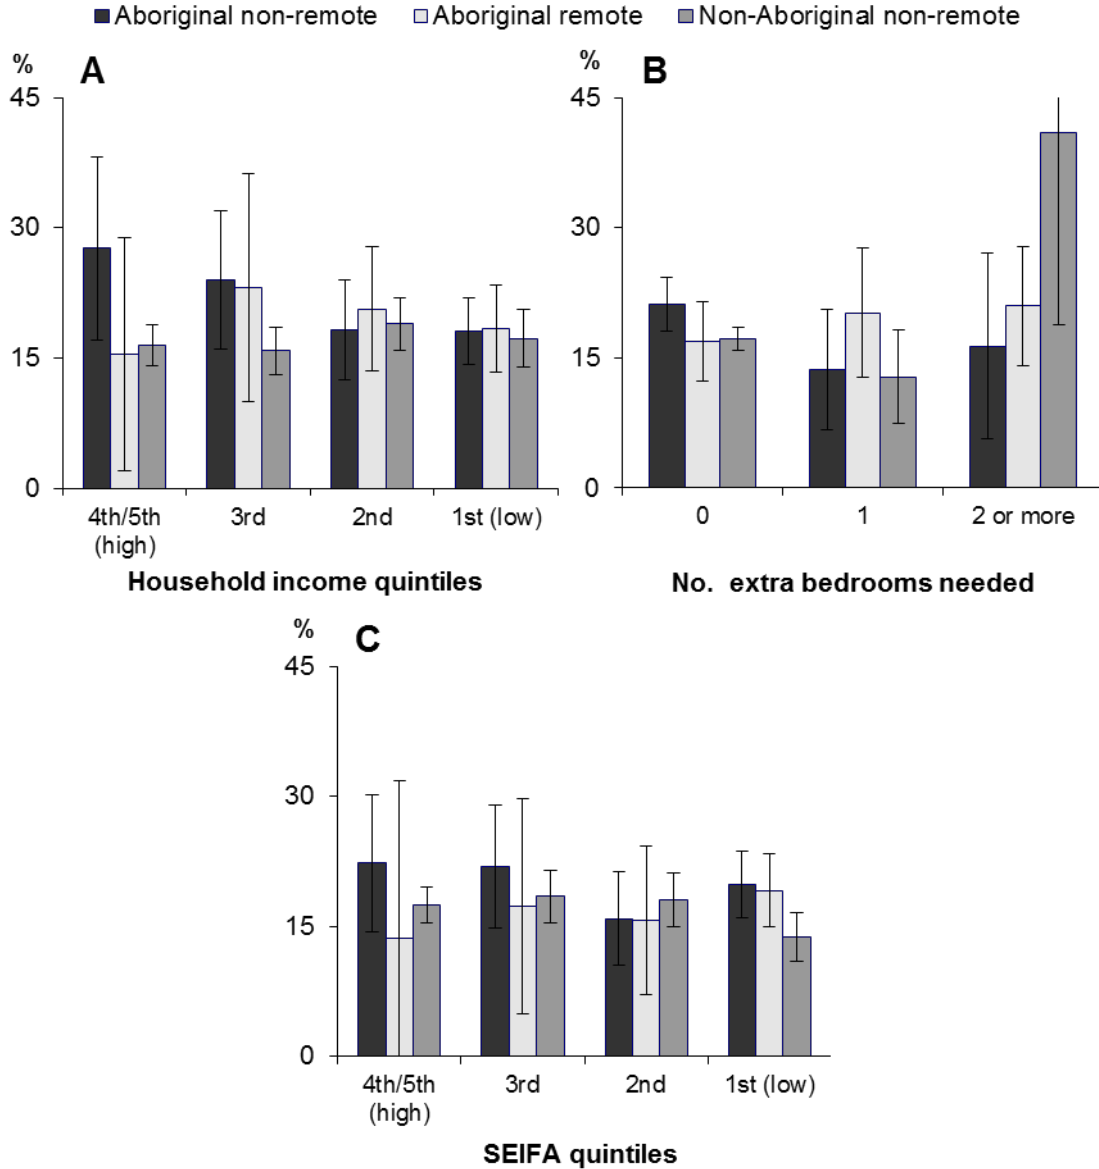 Aboriginal non-remote Aboriginal remote Non-Aboriginal non-remote
% A
45
30
15
0
4th/5th (high) 3rd 2nd 1st (low)
Household income quintiles
% B
45
30
15
0
0 1 2 or more
No. extra bedrooms needed
% C
45
30
15
0
4th/5th (high) 3rd 2nd 1st (low)
SEIFA quintiles